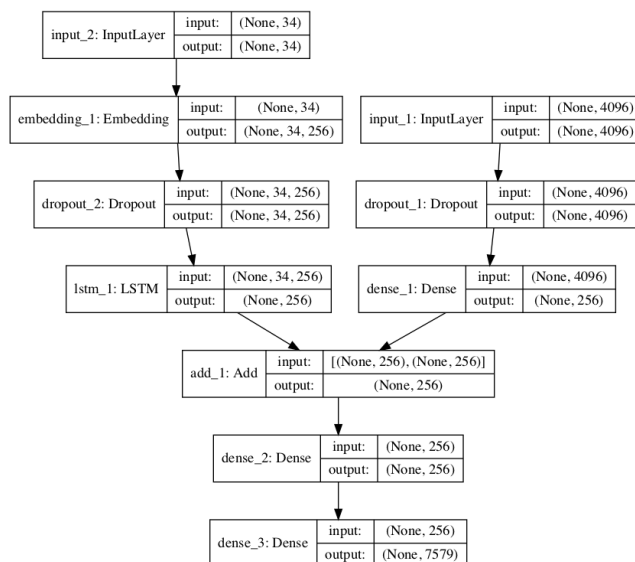 input_2: InputLayer
input: (None, 34)
output: (None, 34)
embedding_1: Embedding
input: (None, 34)
output: (None, 34, 256)
input_1: InputLayer
input: (None, 4096)
output: (None, 4096)
dropout_2: Dropout
input: (None, 34, 256)
output: (None, 34, 256)
dropout_1: Dropout
input: (None, 4096)
output: (None, 4096)
lstm_1: LSTM
input: (None, 34, 256)
output: (None, 256)
dense_1: Dense
input: (None, 4096)
output: (None, 256)
add_1: Add
input: [(None, 256), (None, 256)]
output: (None, 256)
dense_2: Dense
input: (None, 256)
output: (None, 256)
dense_3: Dense
input: (None, 256)
output: (None, 7579)